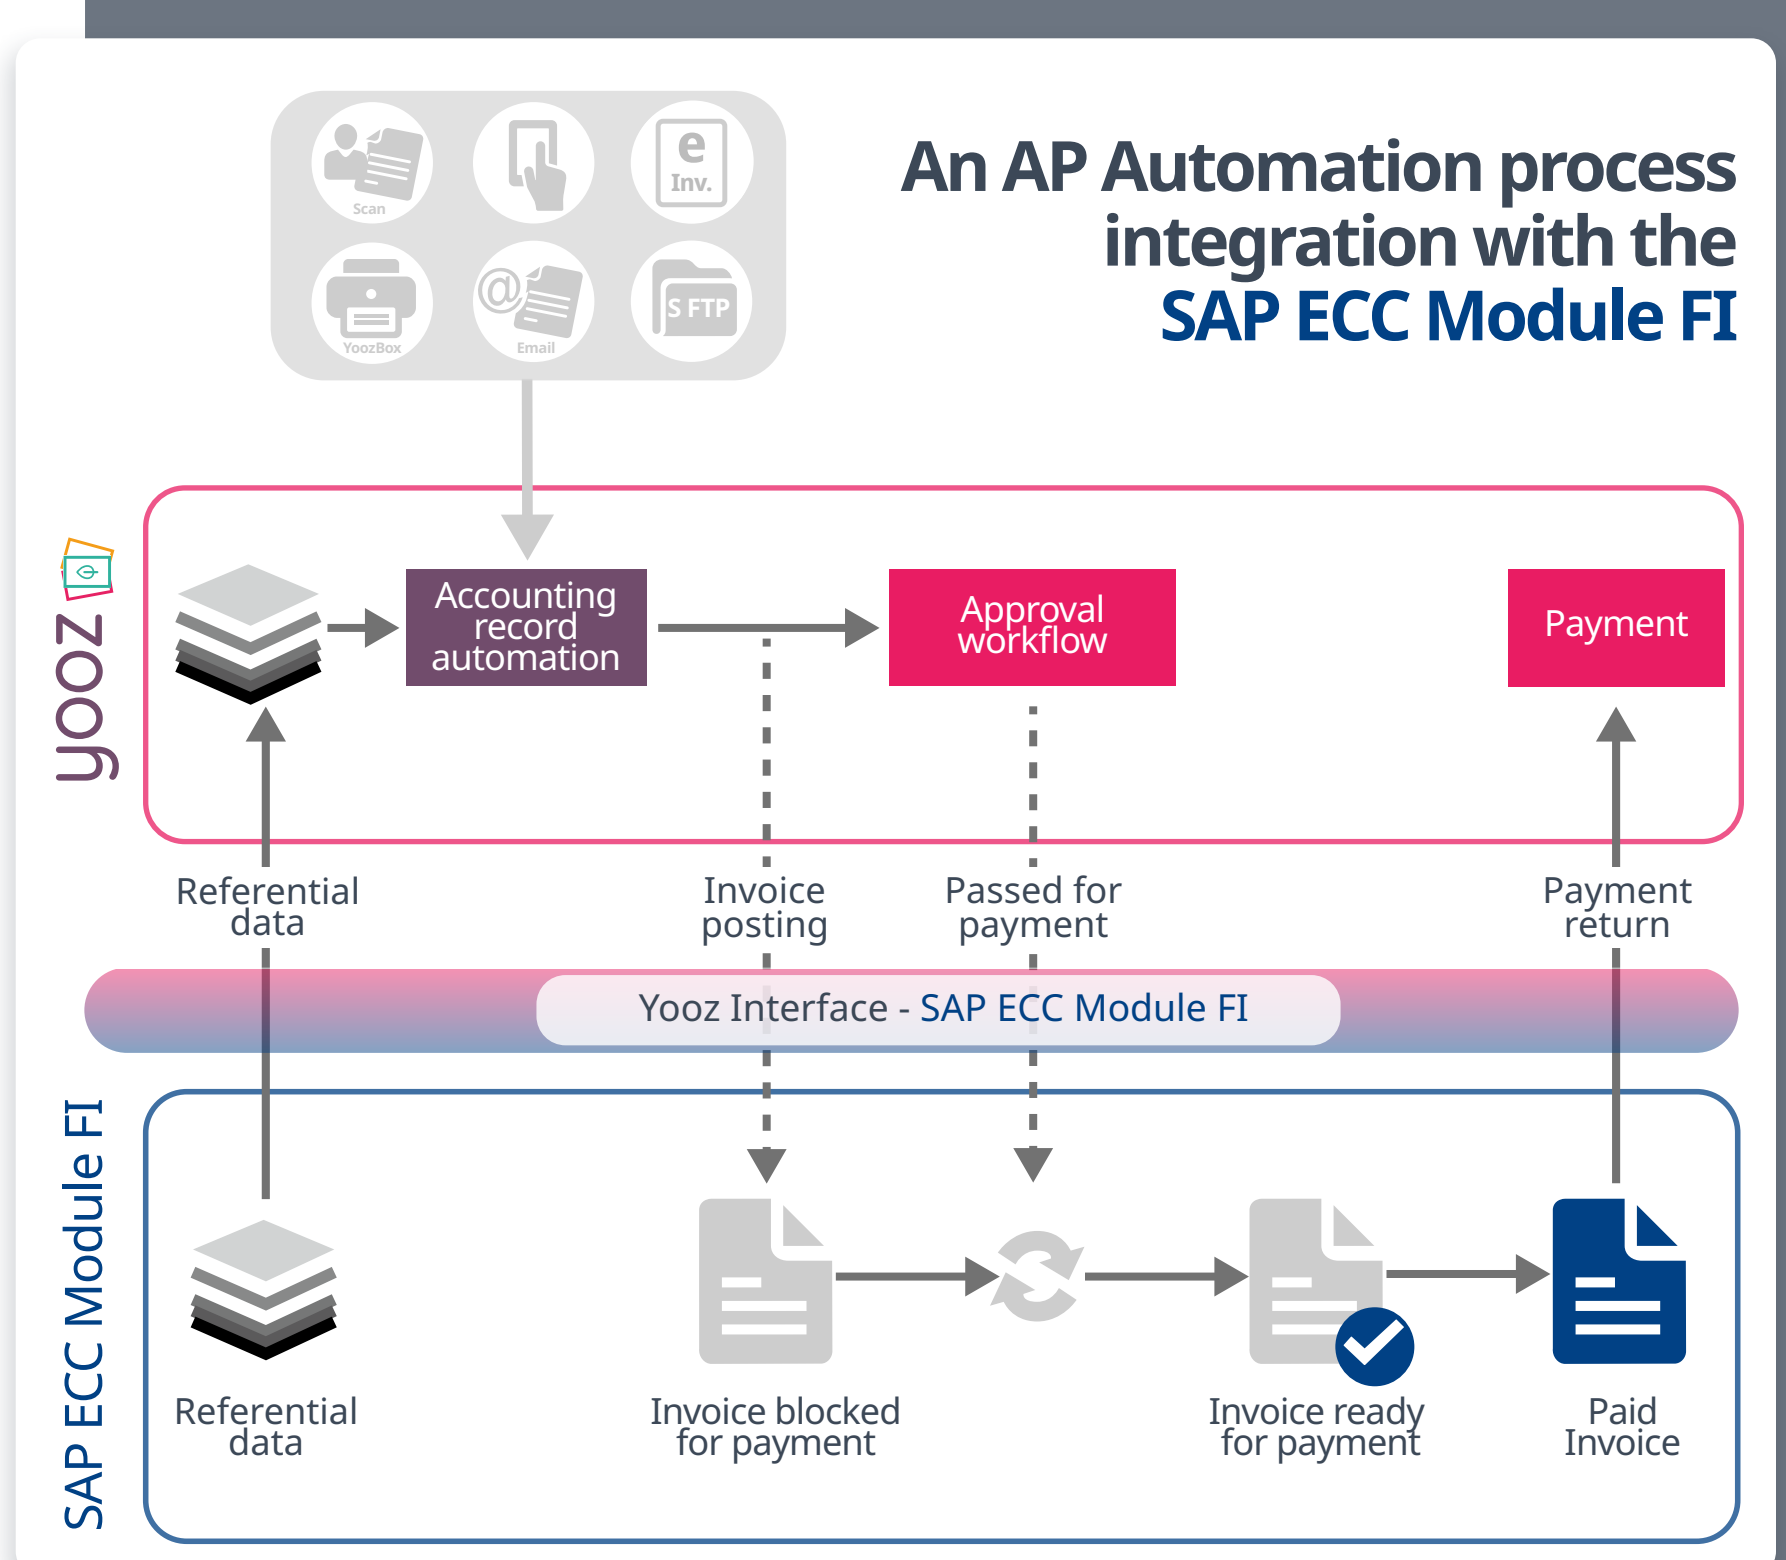 An AP Automation process
integration with the
SAP ECC Module FI
Scan
e
Inv.
YoozBox
@
Email
S FTP
yooz
Accounting
record
automation
Approval
workflow
Payment
Referential
data
Invoice
posting
Passed for
payment
Payment
return
Yooz Interface - SAP ECC Module FI
SAP ECC Module FI
Referential
data
Invoice blocked
for payment
Invoice ready
for payment
Paid
Invoice